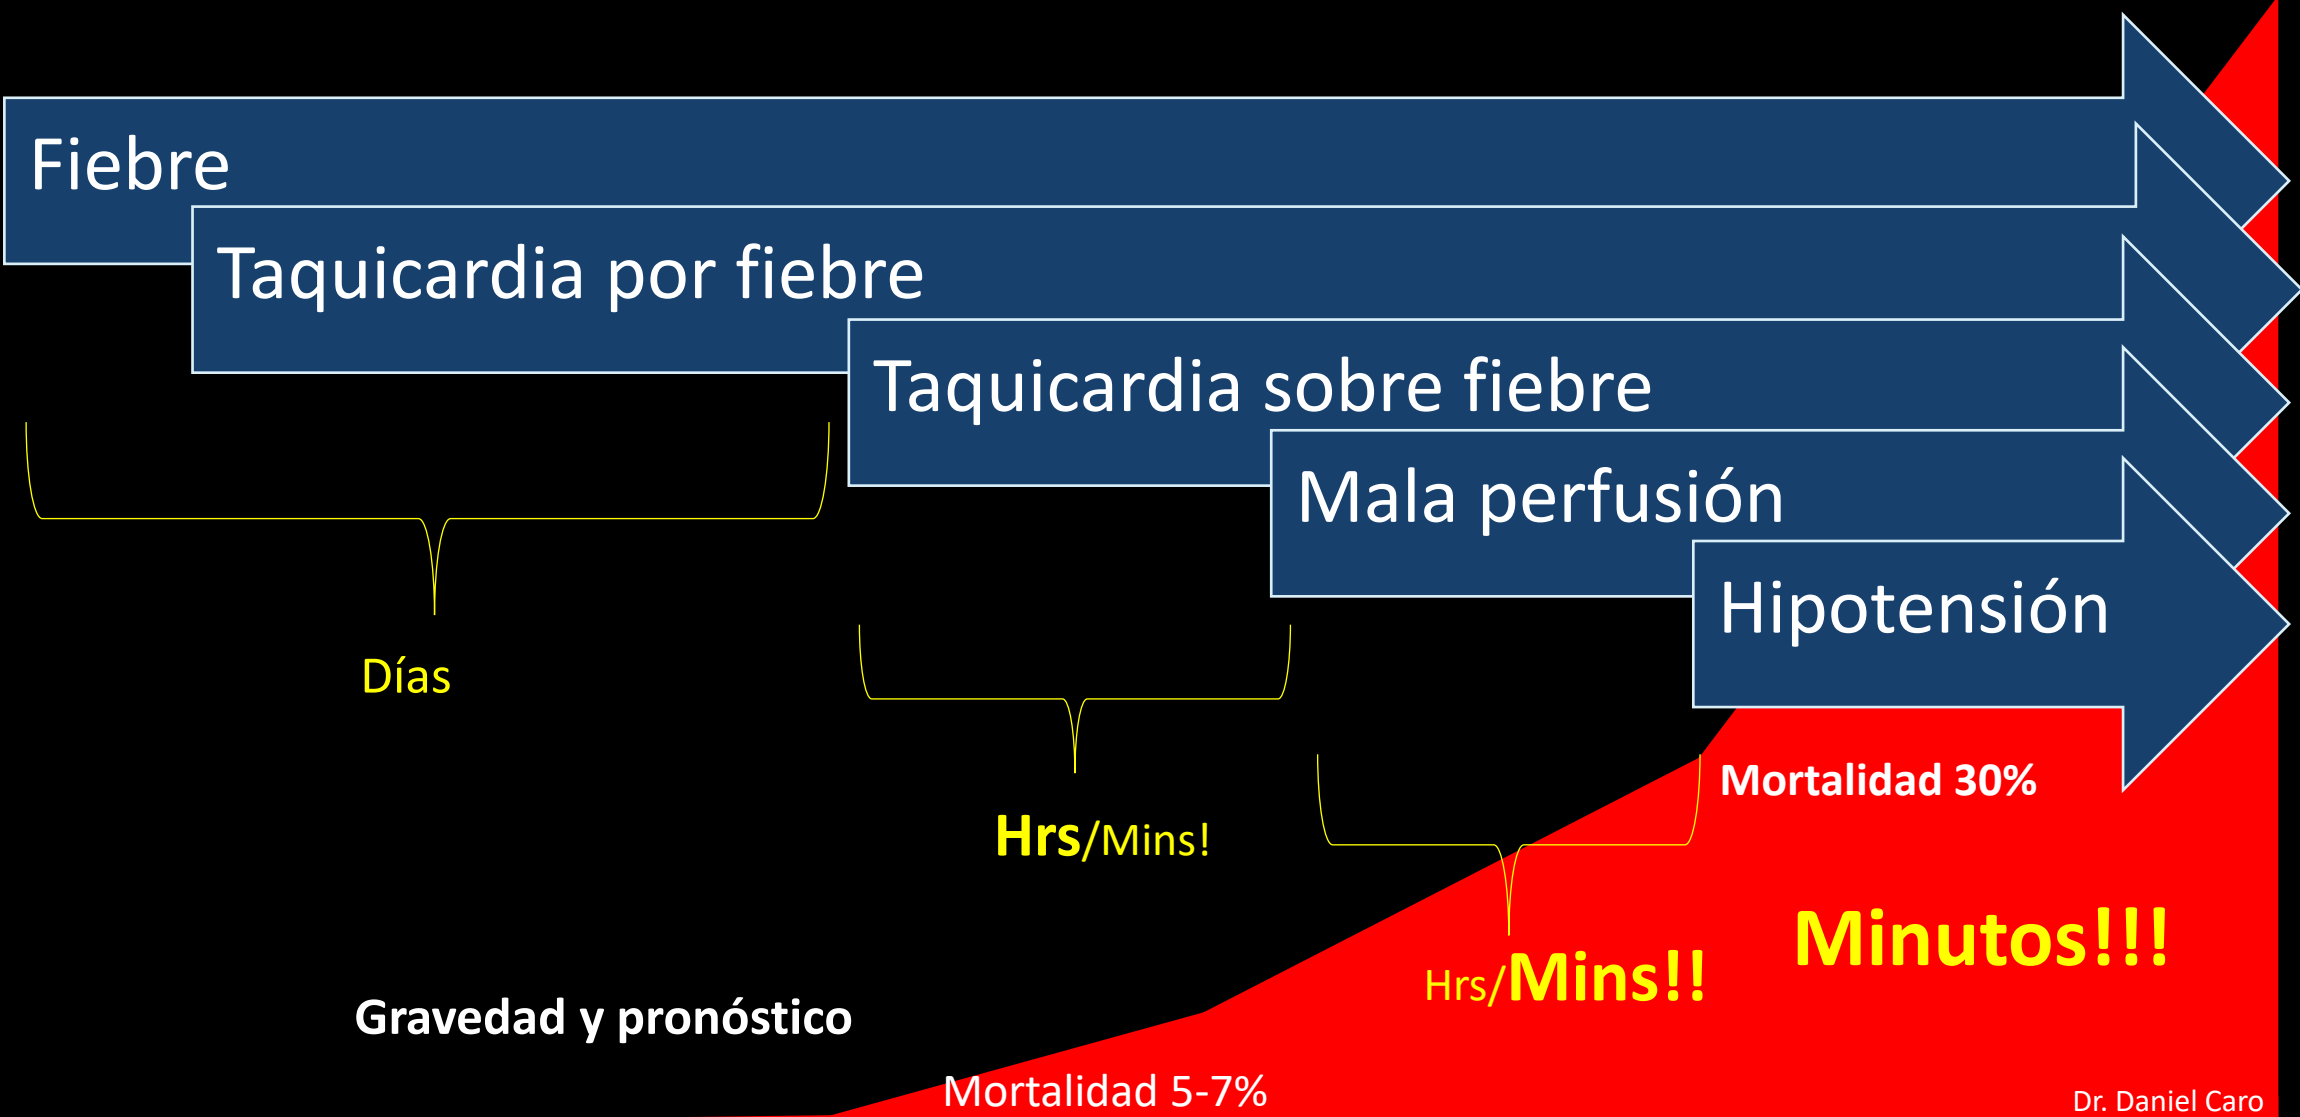 Fiebre
Taquicardia por fiebre
Taquicardia sobre fiebre
Mala perfusión
Hipotensión
Días
Hrs/Mins!
Mortalidad 30%
Hrs/Mins!!
Minutos!!!
Gravedad y pronóstico
Mortalidad 5-7%
Dr. Daniel Caro